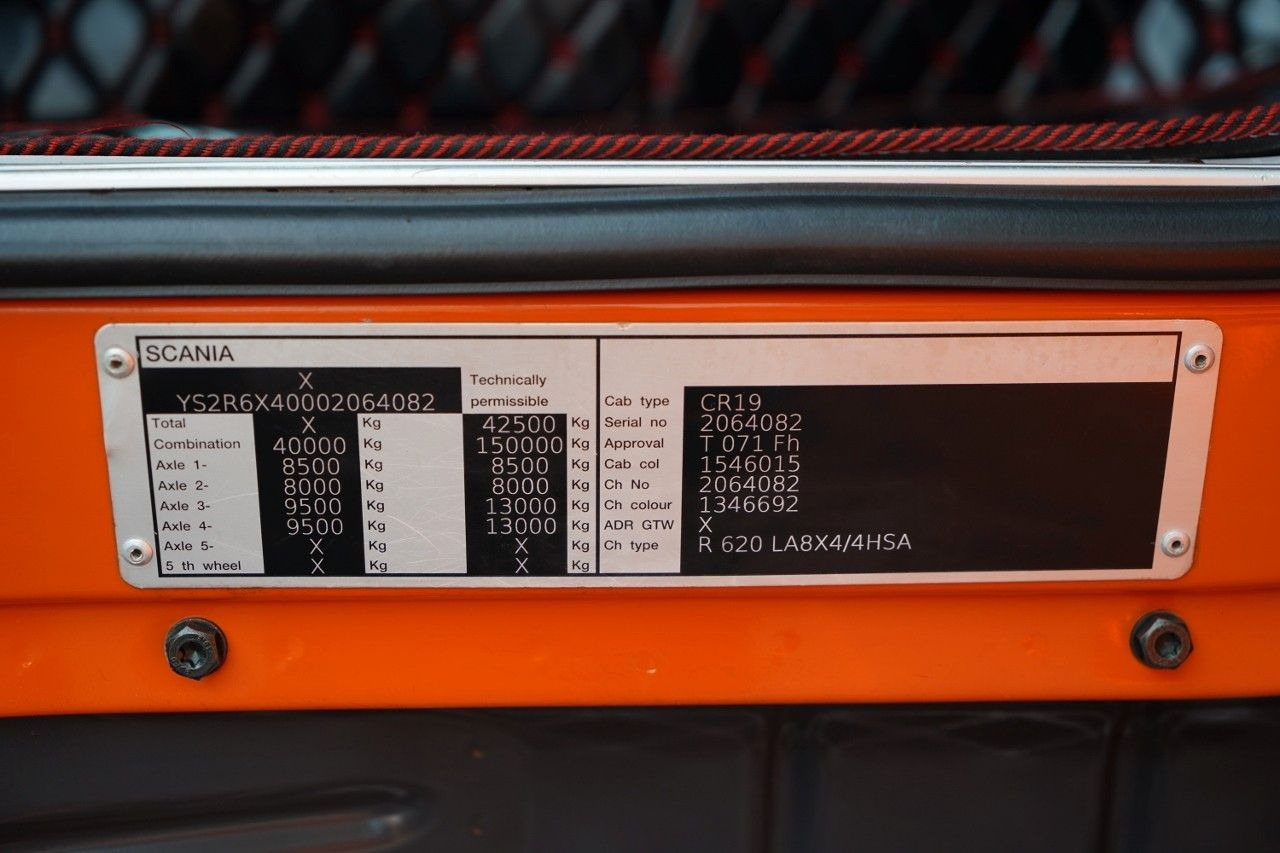 SCANIA
X
YS2R6X40002064082
Technically
permissible
Total X Kg 42500 Kg
Combination 40000 Kg 150000 Kg
Axle 1- 8500 Kg 8500 Kg
Axle 2- 8000 Kg 8000 Kg
Axle 3- 9500 Kg 13000 Kg
Axle 4- 9500 Kg 13000 Kg
Axle 5- X Kg X Kg
5 th wheel X Kg X Kg
Cab type CR19
Serial no 2064082
Approval T 071 Fh
Cab col 1546015
Ch No 2064082
Ch colour 1346692
ADR GTW X
Ch type R 620 LA8X4/4HSA